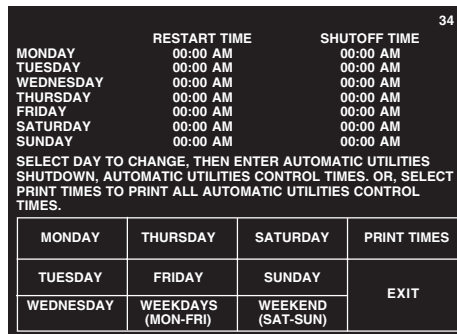 34
RESTART TIME SHUTOFF TIME
MONDAY 00:00 AM 00:00 AM
TUESDAY 00:00 AM 00:00 AM
WEDNESDAY 00:00 AM 00:00 AM
THURSDAY 00:00 AM 00:00 AM
FRIDAY 00:00 AM 00:00 AM
SATURDAY 00:00 AM 00:00 AM
SUNDAY 00:00 AM 00:00 AM
SELECT DAY TO CHANGE, THEN ENTER AUTOMATIC UTILITIES
SHUTDOWN, AUTOMATIC UTILITIES CONTROL TIMES. OR, SELECT
PRINT TIMES TO PRINT ALL AUTOMATIC UTILITIES CONTROL
TIMES.
MONDAY THURSDAY SATURDAY PRINT TIMES
TUESDAY FRIDAY SUNDAY
EXIT
WEDNESDAY WEEKDAYS WEEKEND
(MON-FRI) (SAT-SUN)